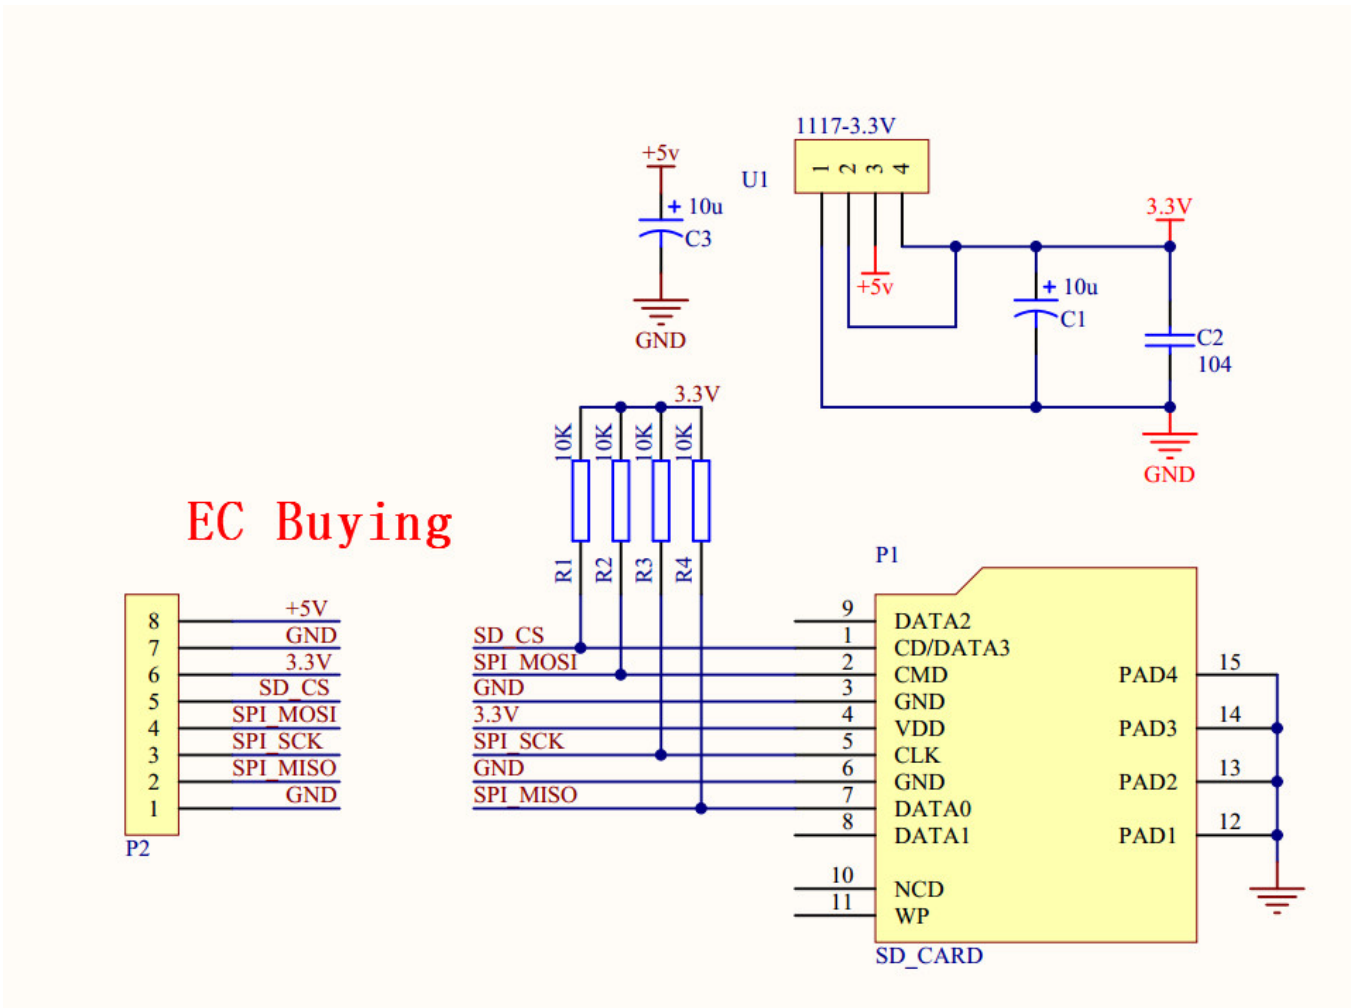 1117-3.3V
U1
1 2 3 4
+5v
+ 10u
C3
GND
3.3V
+5v
+ 10u
C1
C2
104
GND
3.3V
10K 10K 10K 10K
R1 R2 R3 R4
EC Buying
8 +5V
7 GND
6 3.3V
5 SD_CS
4 SPI_MOSI
3 SPI_SCK
2 SPI_MISO
1 GND
P2
P1
9 DATA2
SD_CS 1 CD/DATA3
SPI_MOSI 2 CMD
GND 3 GND
3.3V 4 VDD
SPI_SCK 5 CLK
GND 6 GND
SPI_MISO 7 DATA0
8 DATA1
10 NCD
11 WP
PAD4 15
PAD3 14
PAD2 13
PAD1 12
SD_CARD